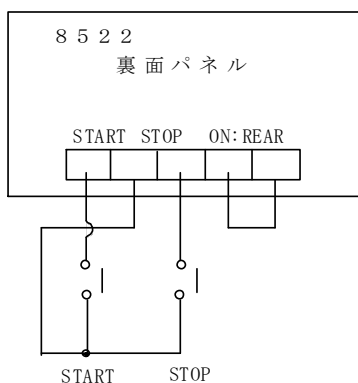 ８５２２
裏面パネル
START STOP ON:REAR
START STOP